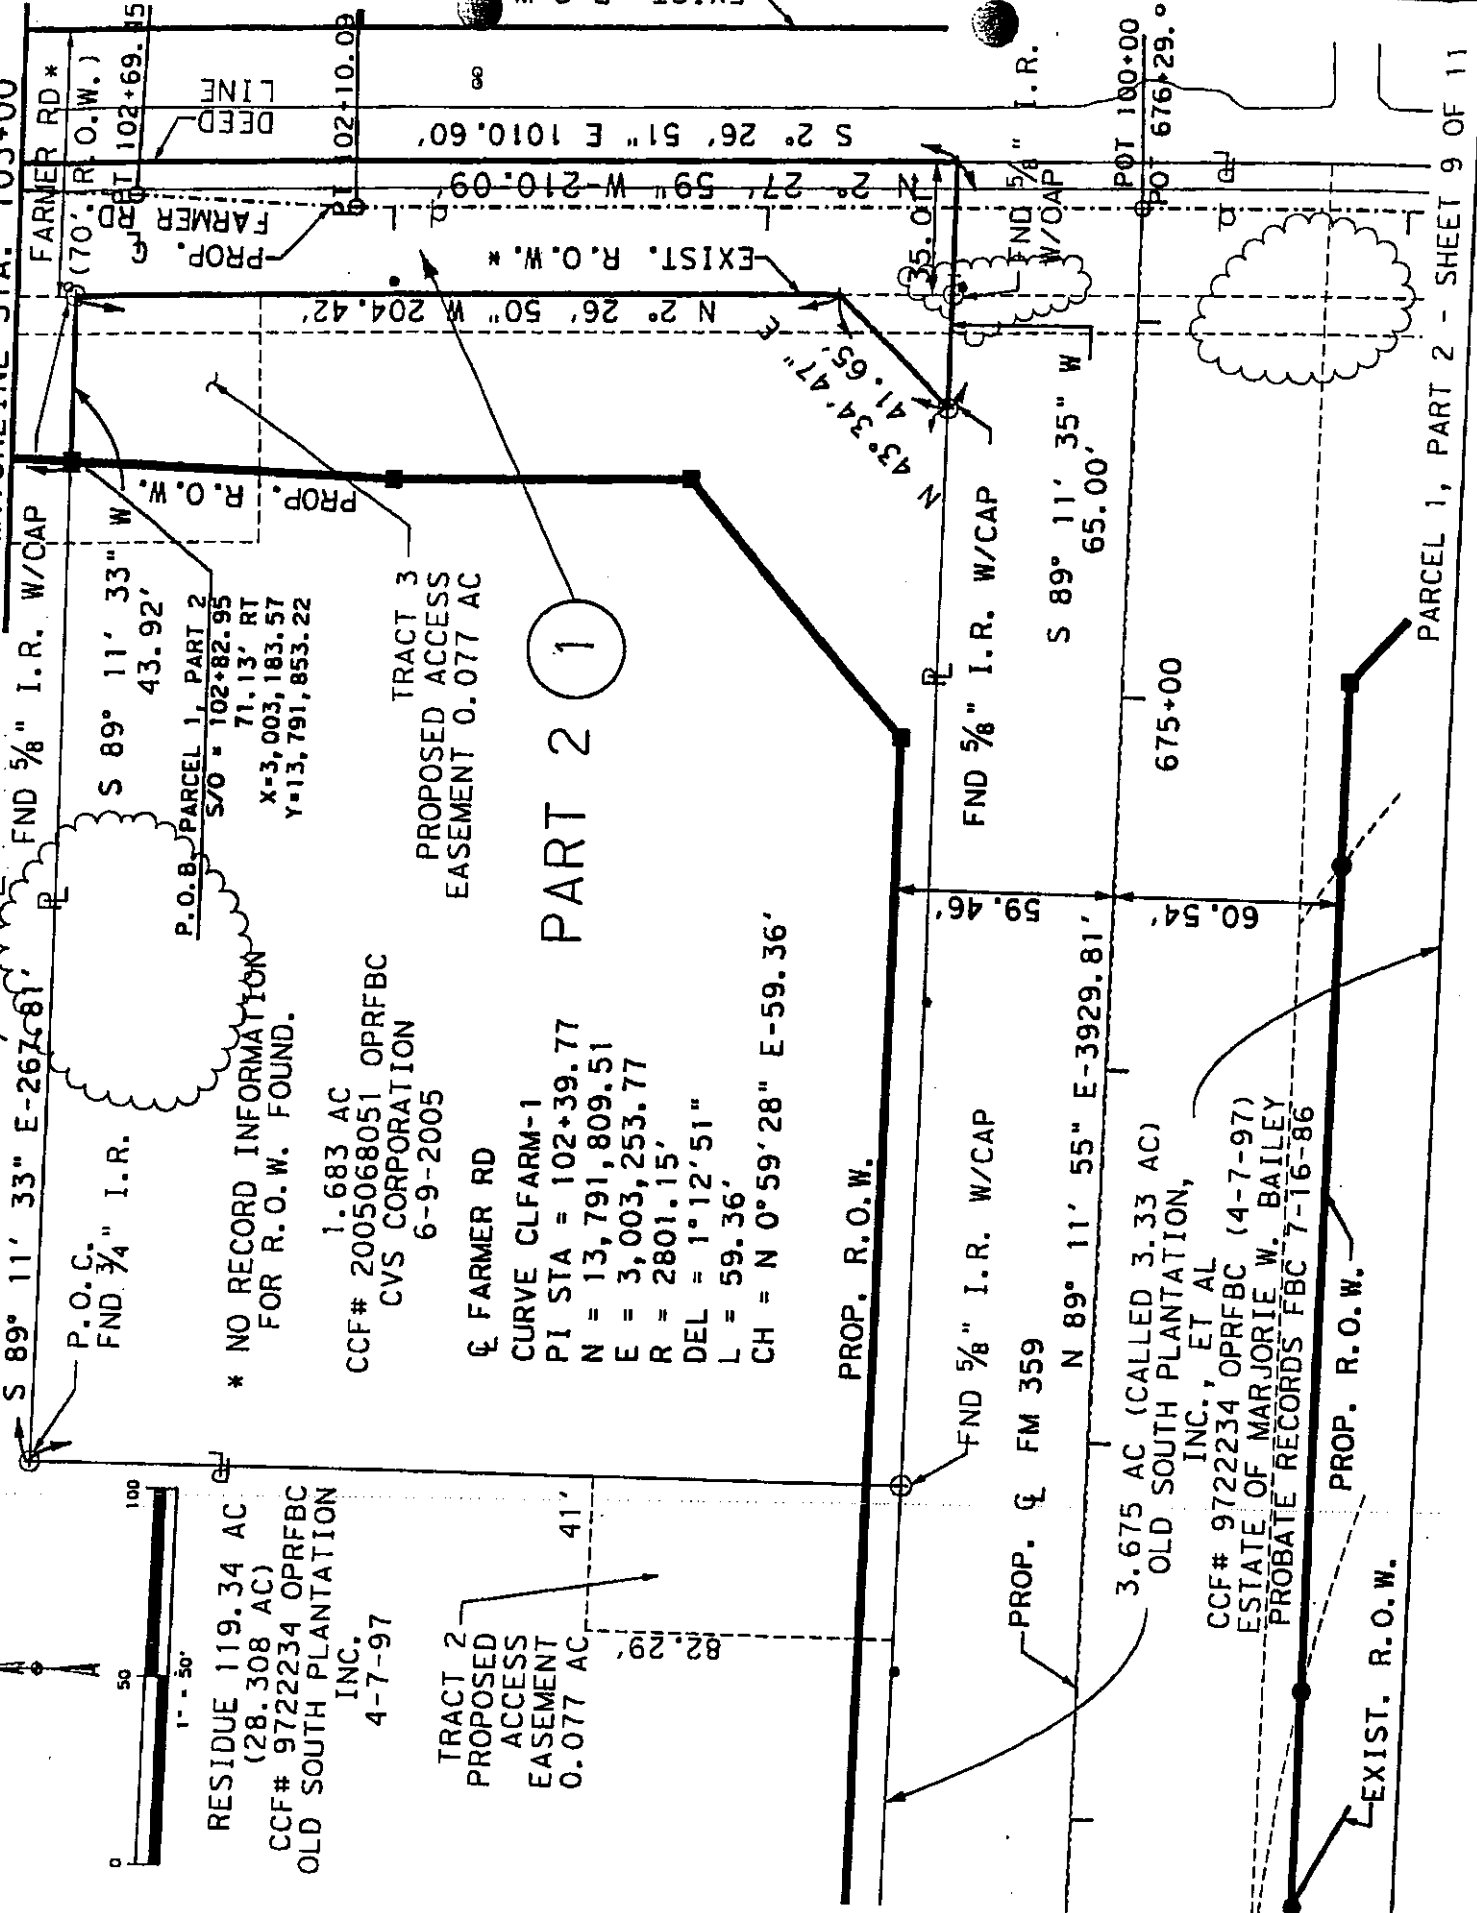 S 89° 11' 33" E-267.81'
P.O.C.
FND 3/4" I.R.
FND 5/8" I.R. W/OAP
FARMER RD *
(70' R.O.W.)
PT 102+69.
PI 102+10.09
DEED
LINE
PROP. ℄
FARMER RD
S 2° 26' 51" E 1010.60'
N 2° 27' 59" W-210.09'
EXIST. R.O.W. *
N 2° 26' 50" W 204.42'
N 43° 34' 47" E
41.65'
35.01'
FND 5/8" I.R.
W/OAP
POT 100+00
POT 676+29.
S 89° 11' 33" W
43.92'
PROP. R.O.W.
P.O.B. PARCEL 1, PART 2
S/O = 102+82.95
71.13' RT
X=3,003,183.57
Y=13,791,853.22
TRACT 3
PROPOSED ACCESS
EASEMENT 0.077 AC
PART 2
1
* NO RECORD INFORMATION
FOR R.O.W. FOUND.
1.683 AC
CCF# 2005068051 OPRFBC
CVS CORPORATION
6-9-2005
℄ FARMER RD
CURVE CLFARM-1
PI STA = 102+39.77
N = 13,791,809.51
E = 3,003,253.77
R = 2801.15'
DEL = 1°12'51"
L = 59.36'
CH = N 0°59'28" E-59.36'
PROP. R.O.W.
FND 5/8" I.R. W/CAP
S 89° 11' 35" W
65.00'
FND 5/8" I.R. W/CAP
59.46'
60.54'
675+00
PROP. ℄ FM 359
N 89° 11' 55" E-3929.81'
3.675 AC (CALLED 3.33 AC)
OLD SOUTH PLANTATION,
INC., ET AL
CCF# 9722234 OPRFBC (4-7-97)
ESTATE OF MARJORIE W. BAILEY
PROBATE RECORDS FBC 7-16-86
PROP. R.O.W.
EXIST. R.O.W.
0
50
100
1" = 50'
RESIDUE 119.34 AC
(28.308 AC)
CCF# 9722234 OPRFBC
OLD SOUTH PLANTATION
INC.
4-7-97
TRACT 2
PROPOSED
ACCESS
EASEMENT
0.077 AC
41'
82.29'
PARCEL 1, PART 2 - SHEET 9 OF 11